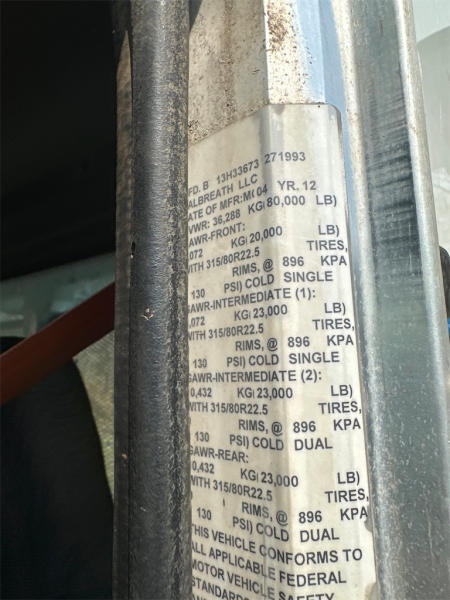 FD. B 13H33673 271993
ALBREATH LLC
ATE OF MFR:M( 04 YR. 12
VWR: 36,288 KG( 80,000 LB)
AWR-FRONT:
,072 KG( 20,000 LB)
WITH 315/80R22.5 TIRES,
RIMS, @ 896 KPA
130 PSI) COLD SINGLE
GAWR-INTERMEDIATE (1):
,072 KG( 23,000 LB)
WITH 315/80R22.5 TIRES,
RIMS, @ 896 KPA
130 PSI) COLD SINGLE
GAWR-INTERMEDIATE (2):
0,432 KG( 23,000 LB)
WITH 315/80R22.5 TIRES,
RIMS, @ 896 KPA
130 PSI) COLD DUAL
GAWR-REAR:
0,432 KG( 23,000 LB)
WITH 315/80R22.5 TIRES,
RIMS, @ 896 KPA
130 PSI) COLD DUAL
THIS VEHICLE CONFORMS TO
ALL APPLICABLE FEDERAL
MOTOR VEHICLE SAFETY
STANDARDS